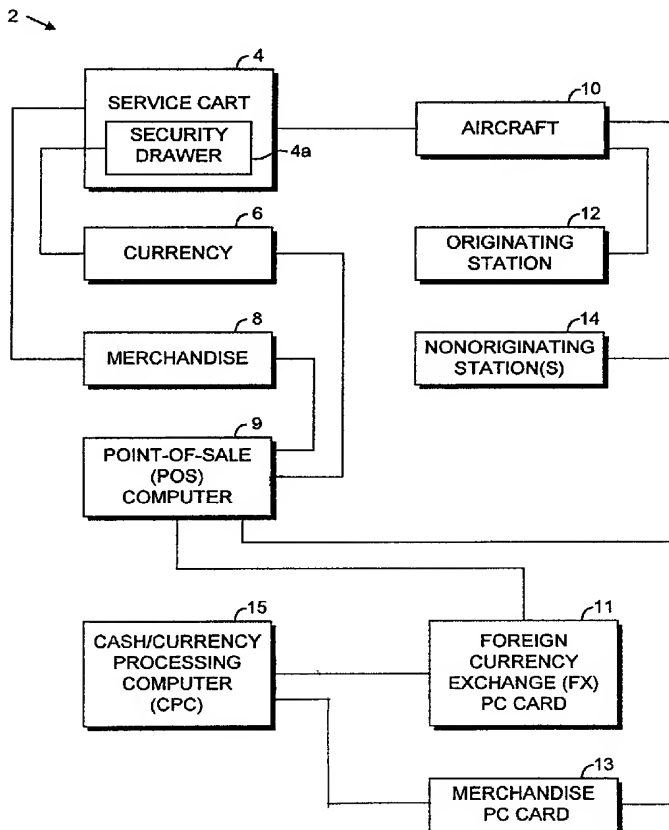 2
4
SERVICE CART
SECURITY
DRAWER
4a
10
AIRCRAFT
6
CURRENCY
12
ORIGINATING
STATION
8
MERCHANDISE
14
NONORIGINATING
STATION(S)
9
POINT-OF-SALE
(POS)
COMPUTER
15
CASH/CURRENCY
PROCESSING
COMPUTER
(CPC)
11
FOREIGN
CURRENCY
EXCHANGE (FX)
PC CARD
13
MERCHANDISE
PC CARD